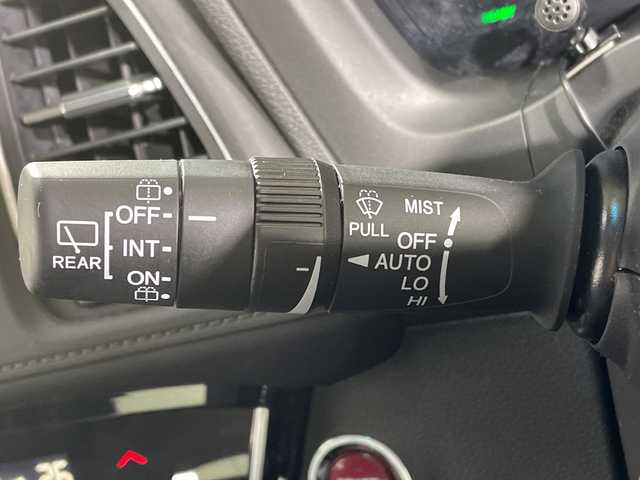 OFF
INT
REAR
ON
PULL
MIST
OFF
AUTO
LO
HI